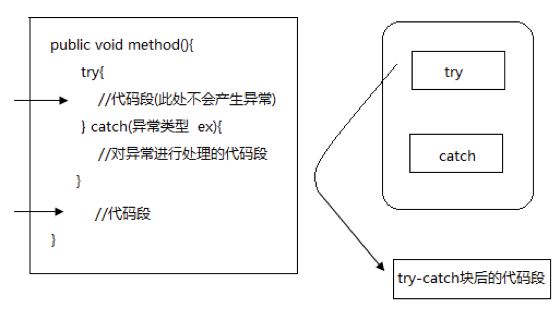 public void method(){
try{
//代码段(此处不会产生异常)
} catch(异常类型 ex){
//对异常进行处理的代码段
}
//代码段
}
try
catch
try-catch块后的代码段